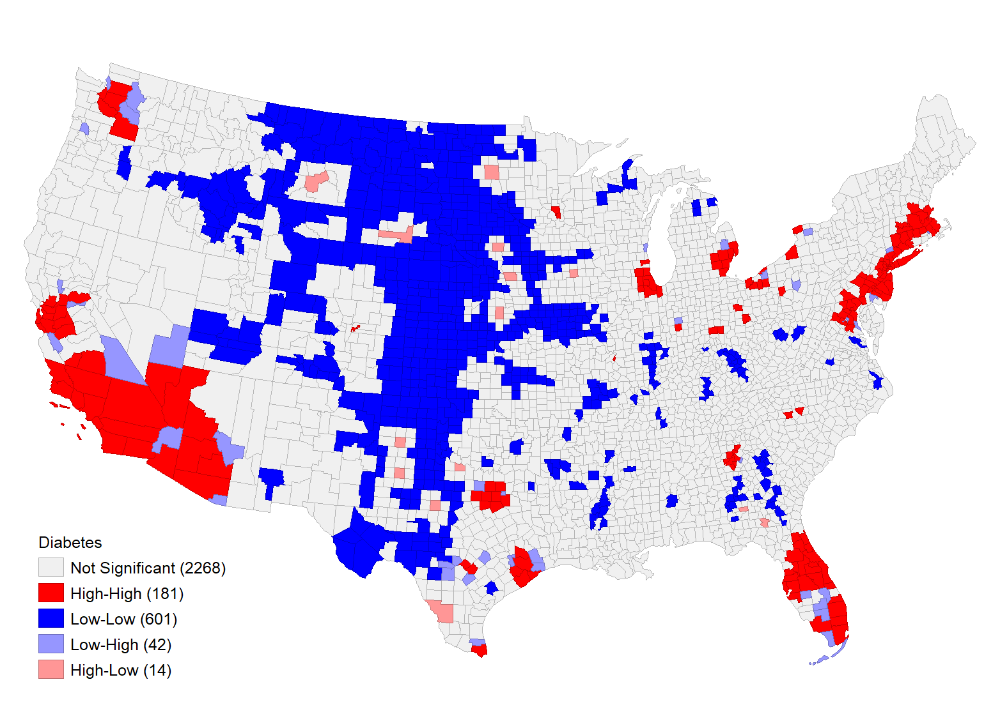 Diabetes
Not Significant (2268)
High-High (181)
Low-Low (601)
Low-High (42)
High-Low (14)